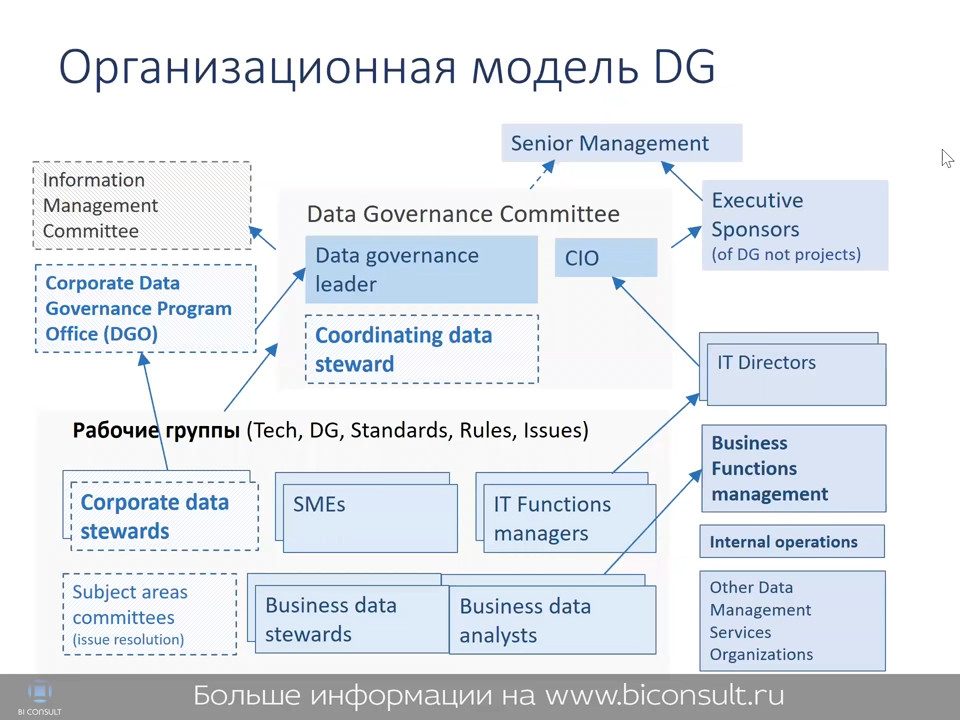 Организационная модель DG
Senior Management
Information
Management
Committee
Data Governance Committee
Executive
Sponsors
(of DG not projects)
Data governance
leader
CIO
Corporate Data
Governance Program
Office (DGO)
Coordinating data
steward
IT Directors
Рабочие группы (Tech, DG, Standards, Rules, Issues)
Business
Functions
management
Corporate data
stewards
SMEs
IT Functions
managers
Internal operations
Subject areas
committees
(issue resolution)
Business data
stewards
Business data
analysts
Other Data
Management
Services
Organizations
BI CONSULT
Больше информации на www.biconsult.ru